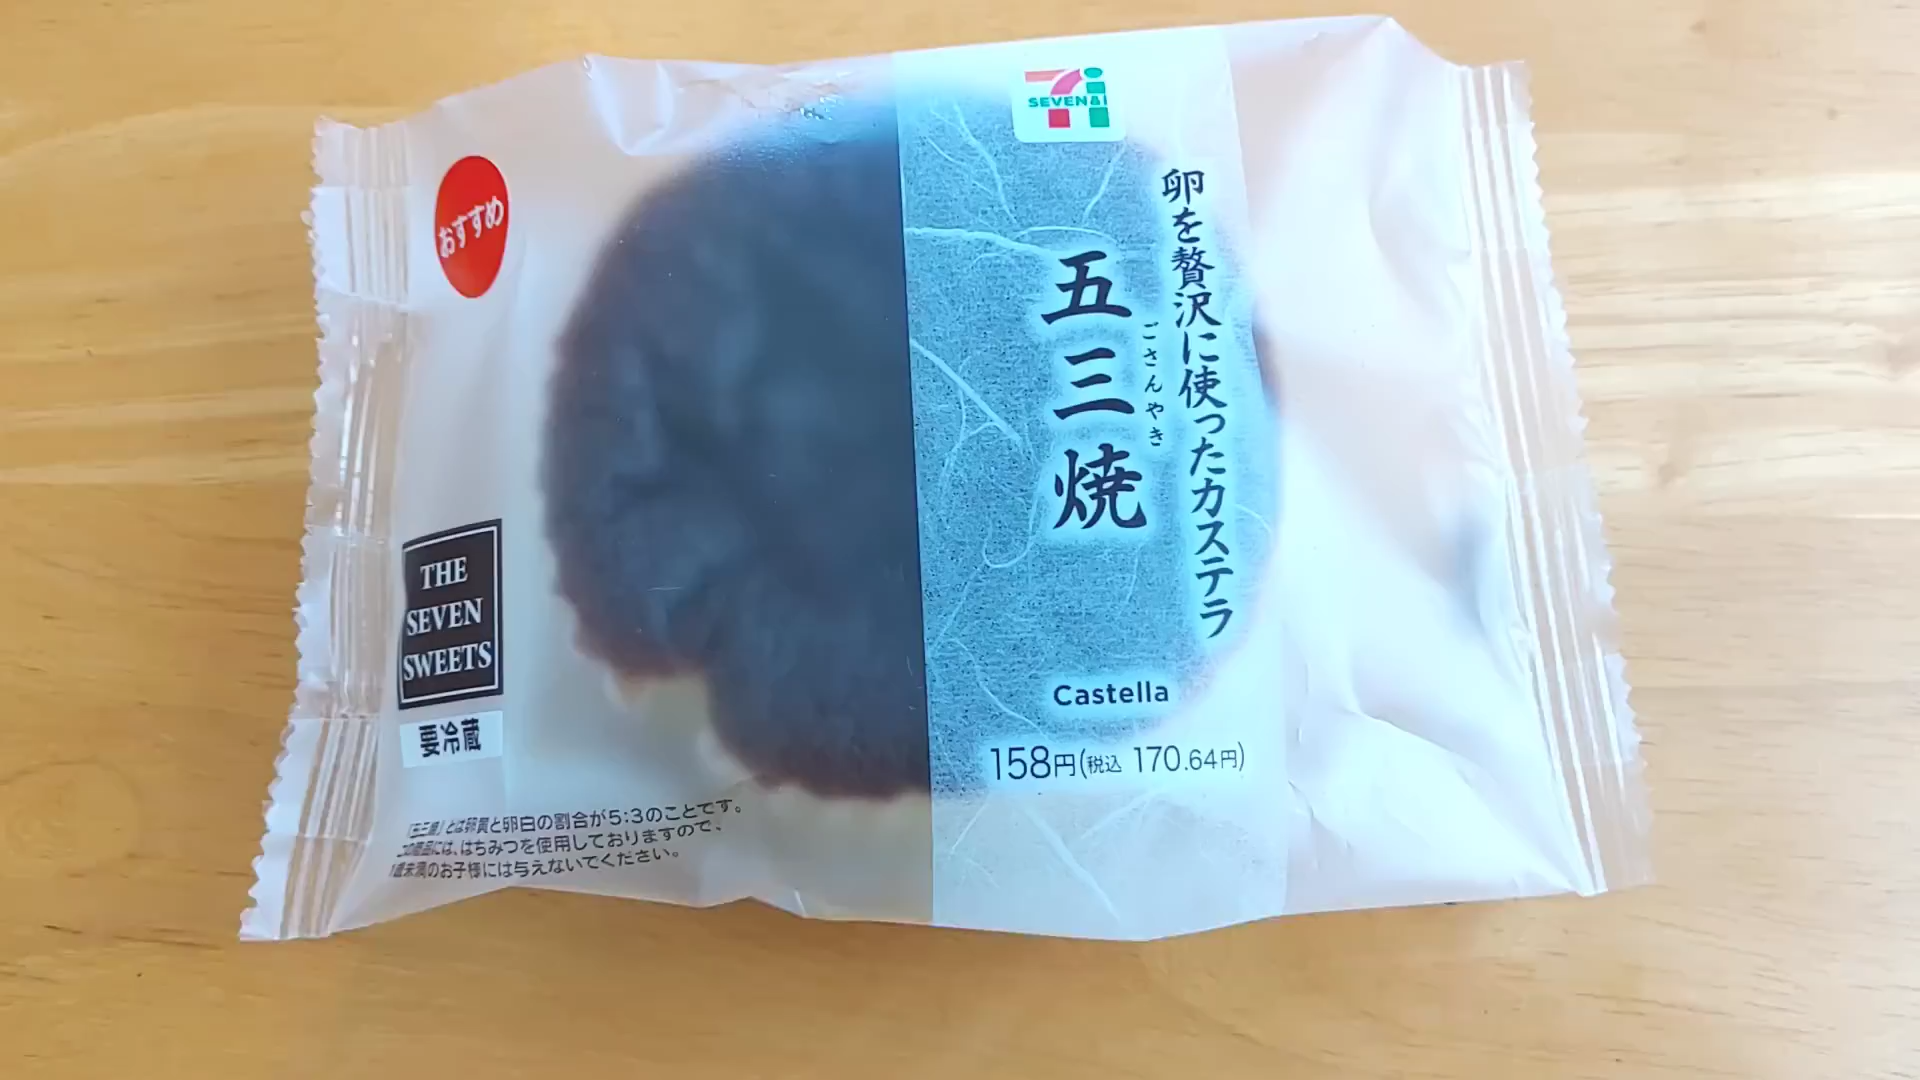 SEVEN&i
卵を贅沢に使ったカステラ
五三焼
ごさんやき
Castella
158円(税込 170.64円)
おすすめ
THE
SEVEN
SWEETS
要冷蔵
「五三焼」とは卵黄と卵白の割合が5:3のことです。
この商品には、はちみつを使用しておりますので、
1歳未満のお子様には与えないでください。